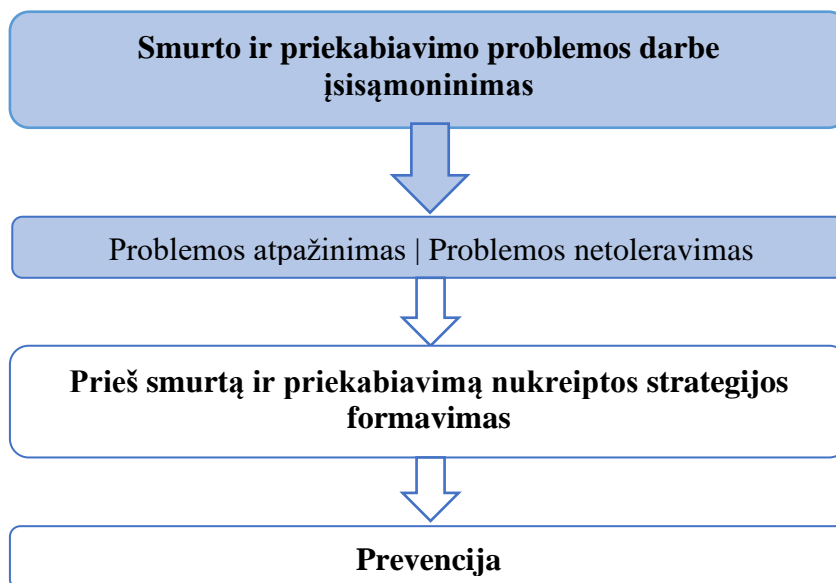 Smurto ir priekabiavimo problemos darbe
įsisąmoninimas
Problemos atpažinimas | Problemos netoleravimas
Prieš smurtą ir priekabiavimą nukreiptos strategijos
formavimas
Prevencija